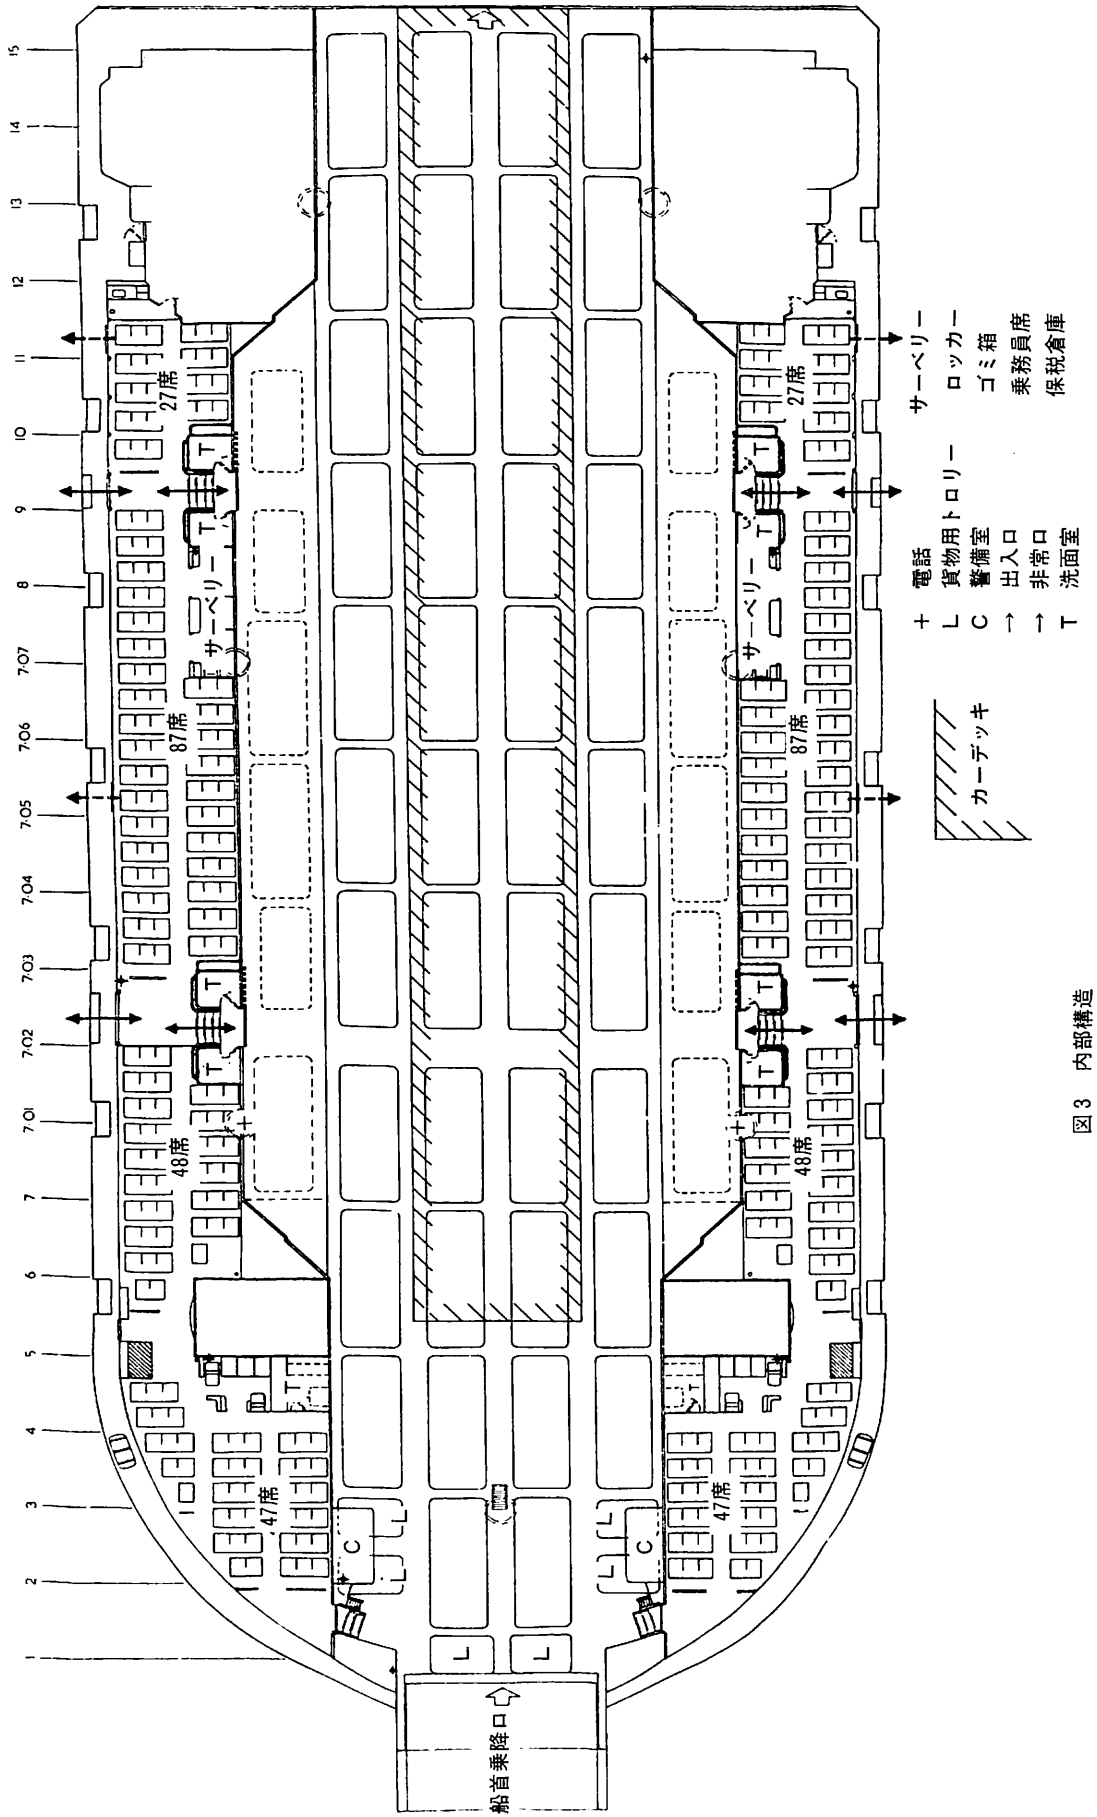 1 2 3 4 5 6 7 7·01 7·02 7·03 7·04 7·05 7·06 7·07 8 9 10 11 12 13 14 15
27席
87席
48席
T T T T
サーベリー
47席
T
L C L
L
船首乗降口
L
L C L
T
サーベリー
T T T T
47席
48席
87席
27席
カーデッキ
+ 電話
L 貨物用トロリー
C 警備室
→ 出入口
→ 非常口
T 洗面室
サーベリー
ロッカー
ゴミ箱
乗務員席
保税倉庫
図3 内部構造